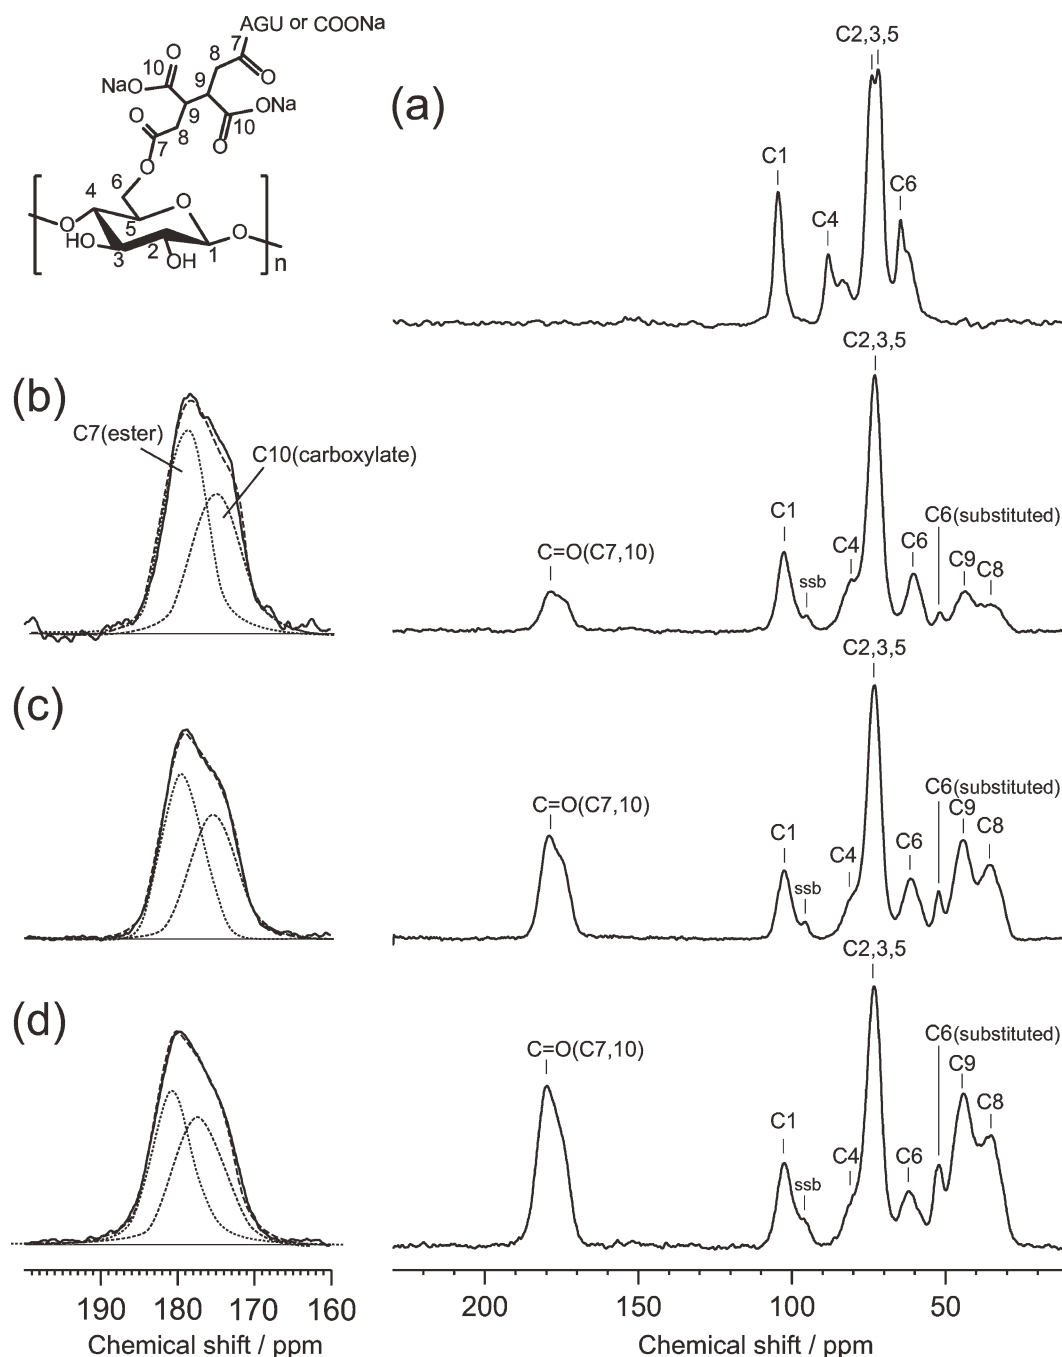 AGU or COONa
7
O
8
O
10
NaO
9
ONa
9
10
O
O
8
7
O
6
4
O
O
5
O
HO
3
2
1
OH
n
(a)
C2,3,5
C1
C4
C6
(b)
C7(ester)
C10(carboxylate)
C=O(C7,10)
C1
ssb
C4
C2,3,5
C6
C6(substituted)
C9
C8
(c)
C=O(C7,10)
C1
ssb
C4
C2,3,5
C6
C6(substituted)
C9
C8
(d)
C=O(C7,10)
C1
ssb
C4
C2,3,5
C6
C6(substituted)
C9
C8
190 180 170 160
Chemical shift / ppm
200 150 100 50
Chemical shift / ppm